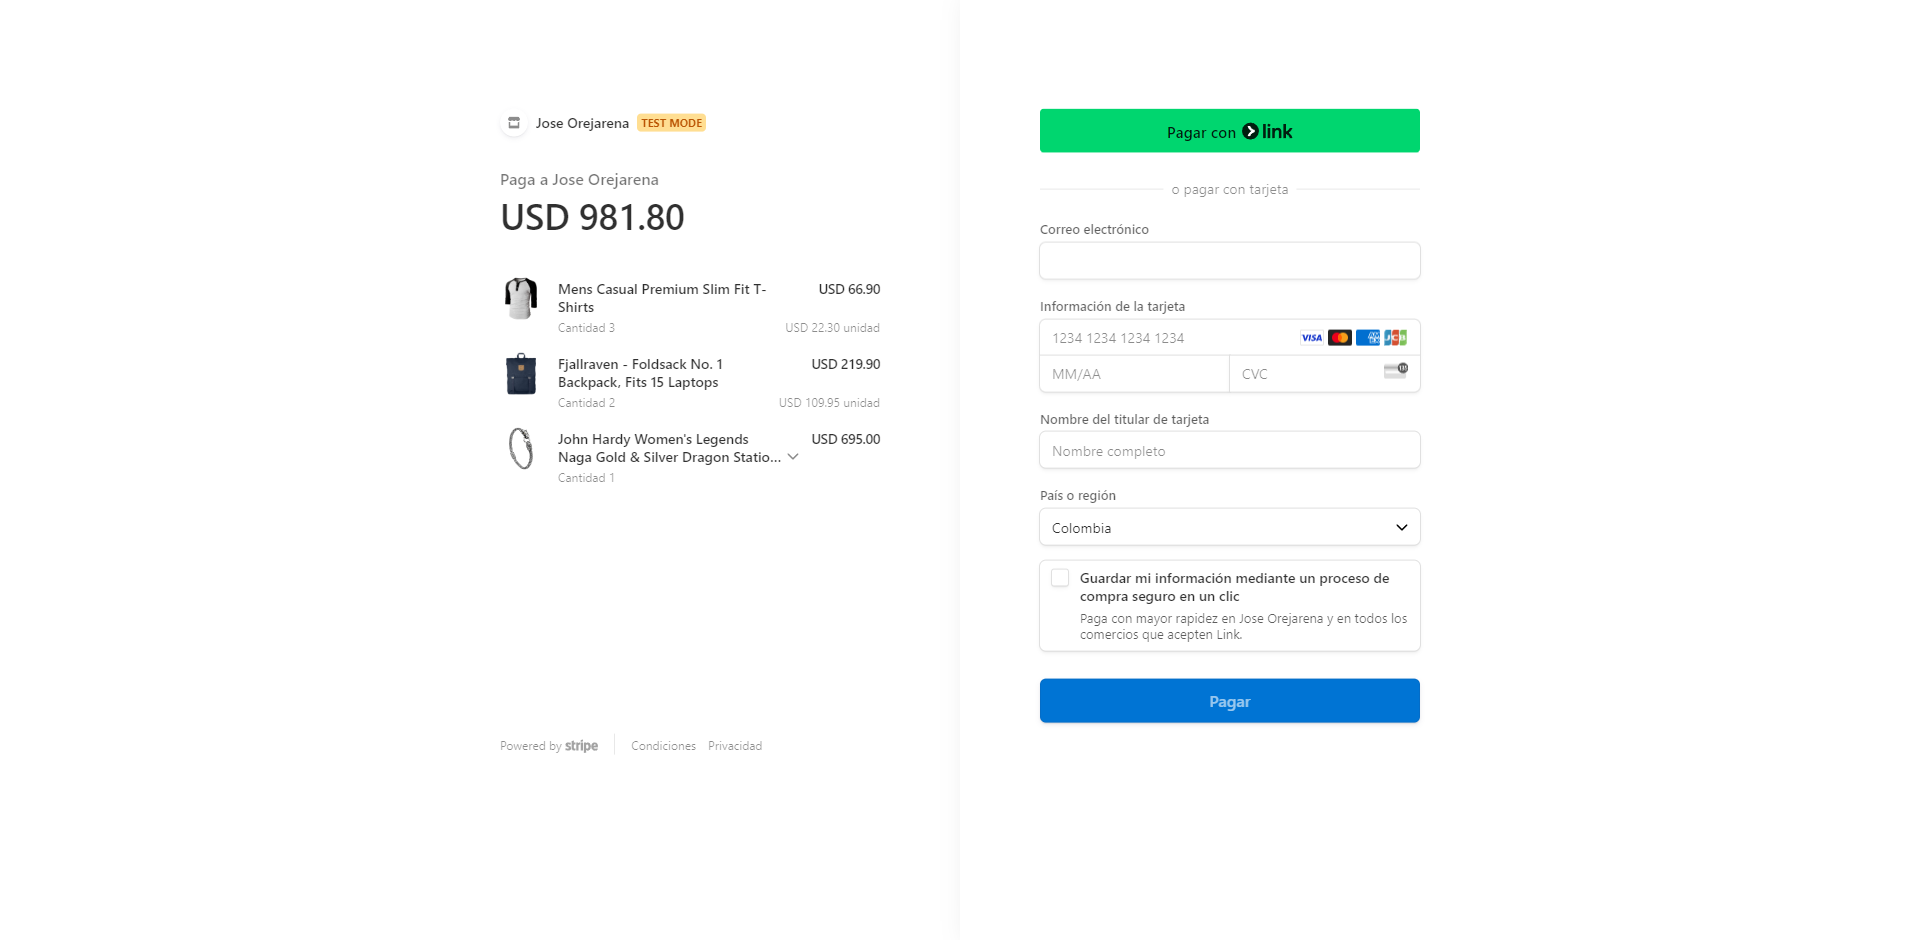 Jose Orejarena TEST MODE
Paga a Jose Orejarena
USD 981.80
Mens Casual Premium Slim Fit T- USD 66.90
Shirts
Cantidad 3 USD 22.30 unidad
Fjallraven - Foldsack No. 1 USD 219.90
Backpack, Fits 15 Laptops
Cantidad 2 USD 109.95 unidad
John Hardy Women's Legends USD 695.00
Naga Gold & Silver Dragon Statio...
Cantidad 1
Powered by stripe Condiciones Privacidad
Pagar con link
o pagar con tarjeta
Correo electrónico
Información de la tarjeta
1234 1234 1234 1234 VISA JCB
MM/AA CVC
Nombre del titular de tarjeta
Nombre completo
País o región
Colombia
Guardar mi información mediante un proceso de
compra seguro en un clic
Paga con mayor rapidez en Jose Orejarena y en todos los
comercios que acepten Link.
Pagar